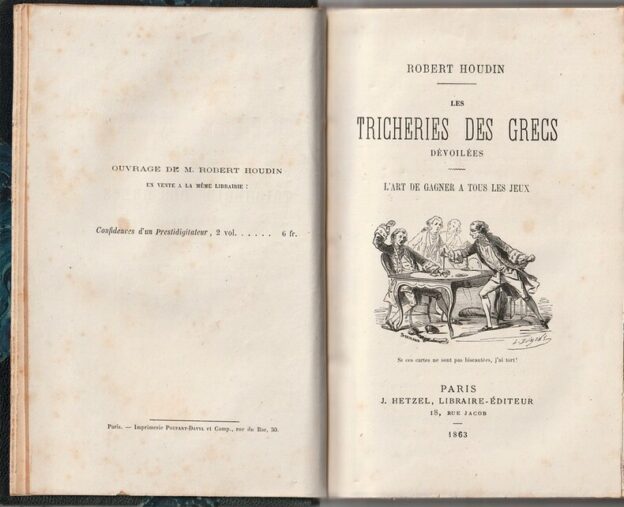 OUVRAGE DE M. ROBERT HOUDIN
EN VENTE A LA MÊME LIBRAIRIE :
Confidences d'un Prestidigitateur, 2 vol. . . . . . 6 fr.
Paris. — Imprimerie POUPART-DAVYL et Comp., rue du Bac, 30.
ROBERT HOUDIN
LES
TRICHERIES DES GRECS
DÉVOILÉES
L'ART DE GAGNER A TOUS LES JEUX
Si ces cartes ne sont pas biseautées, j'ai tort!
PARIS
J. HETZEL, LIBRAIRE-ÉDITEUR
18, RUE JACOB
1863